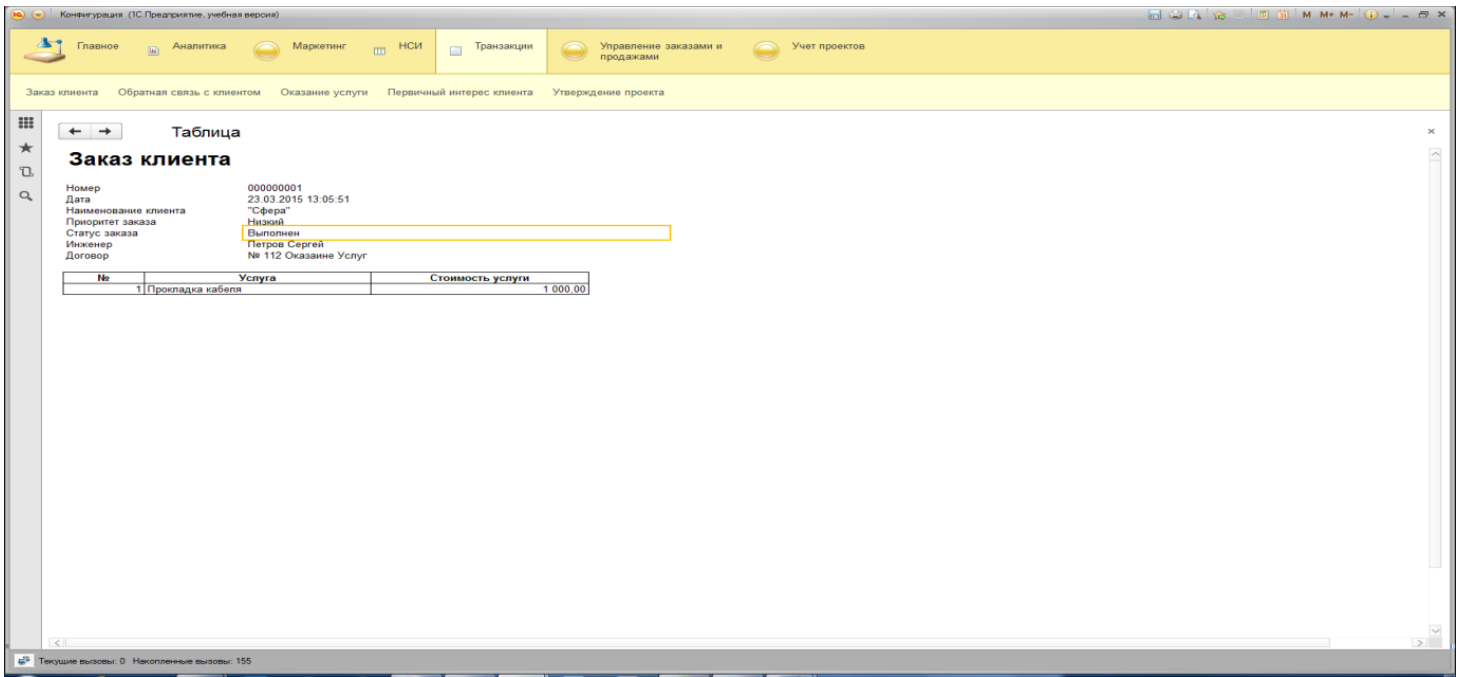 Конфигурация (1С:Предприятие, учебная версия)
M M+ M-
Главное Аналитика Маркетинг НСИ Транзакции Управление заказами и продажами Учет проектов
Заказ клиента Обратная связь с клиентом Оказание услуги Первичный интерес клиента Утверждение проекта
Таблица
Заказ клиента
Номер 000000001
Дата 23.03.2015 13:05:51
Наименование клиента "Сфера"
Приоритет заказа Низкий
Статус заказа Выполнен
Инженер Петров Сергей
Договор № 112 Оказание Услуг
№ Услуга Стоимость услуги
1 Прокладка кабеля 1 000,00
Текущие вызовы: 0 Накопленные вызовы: 155